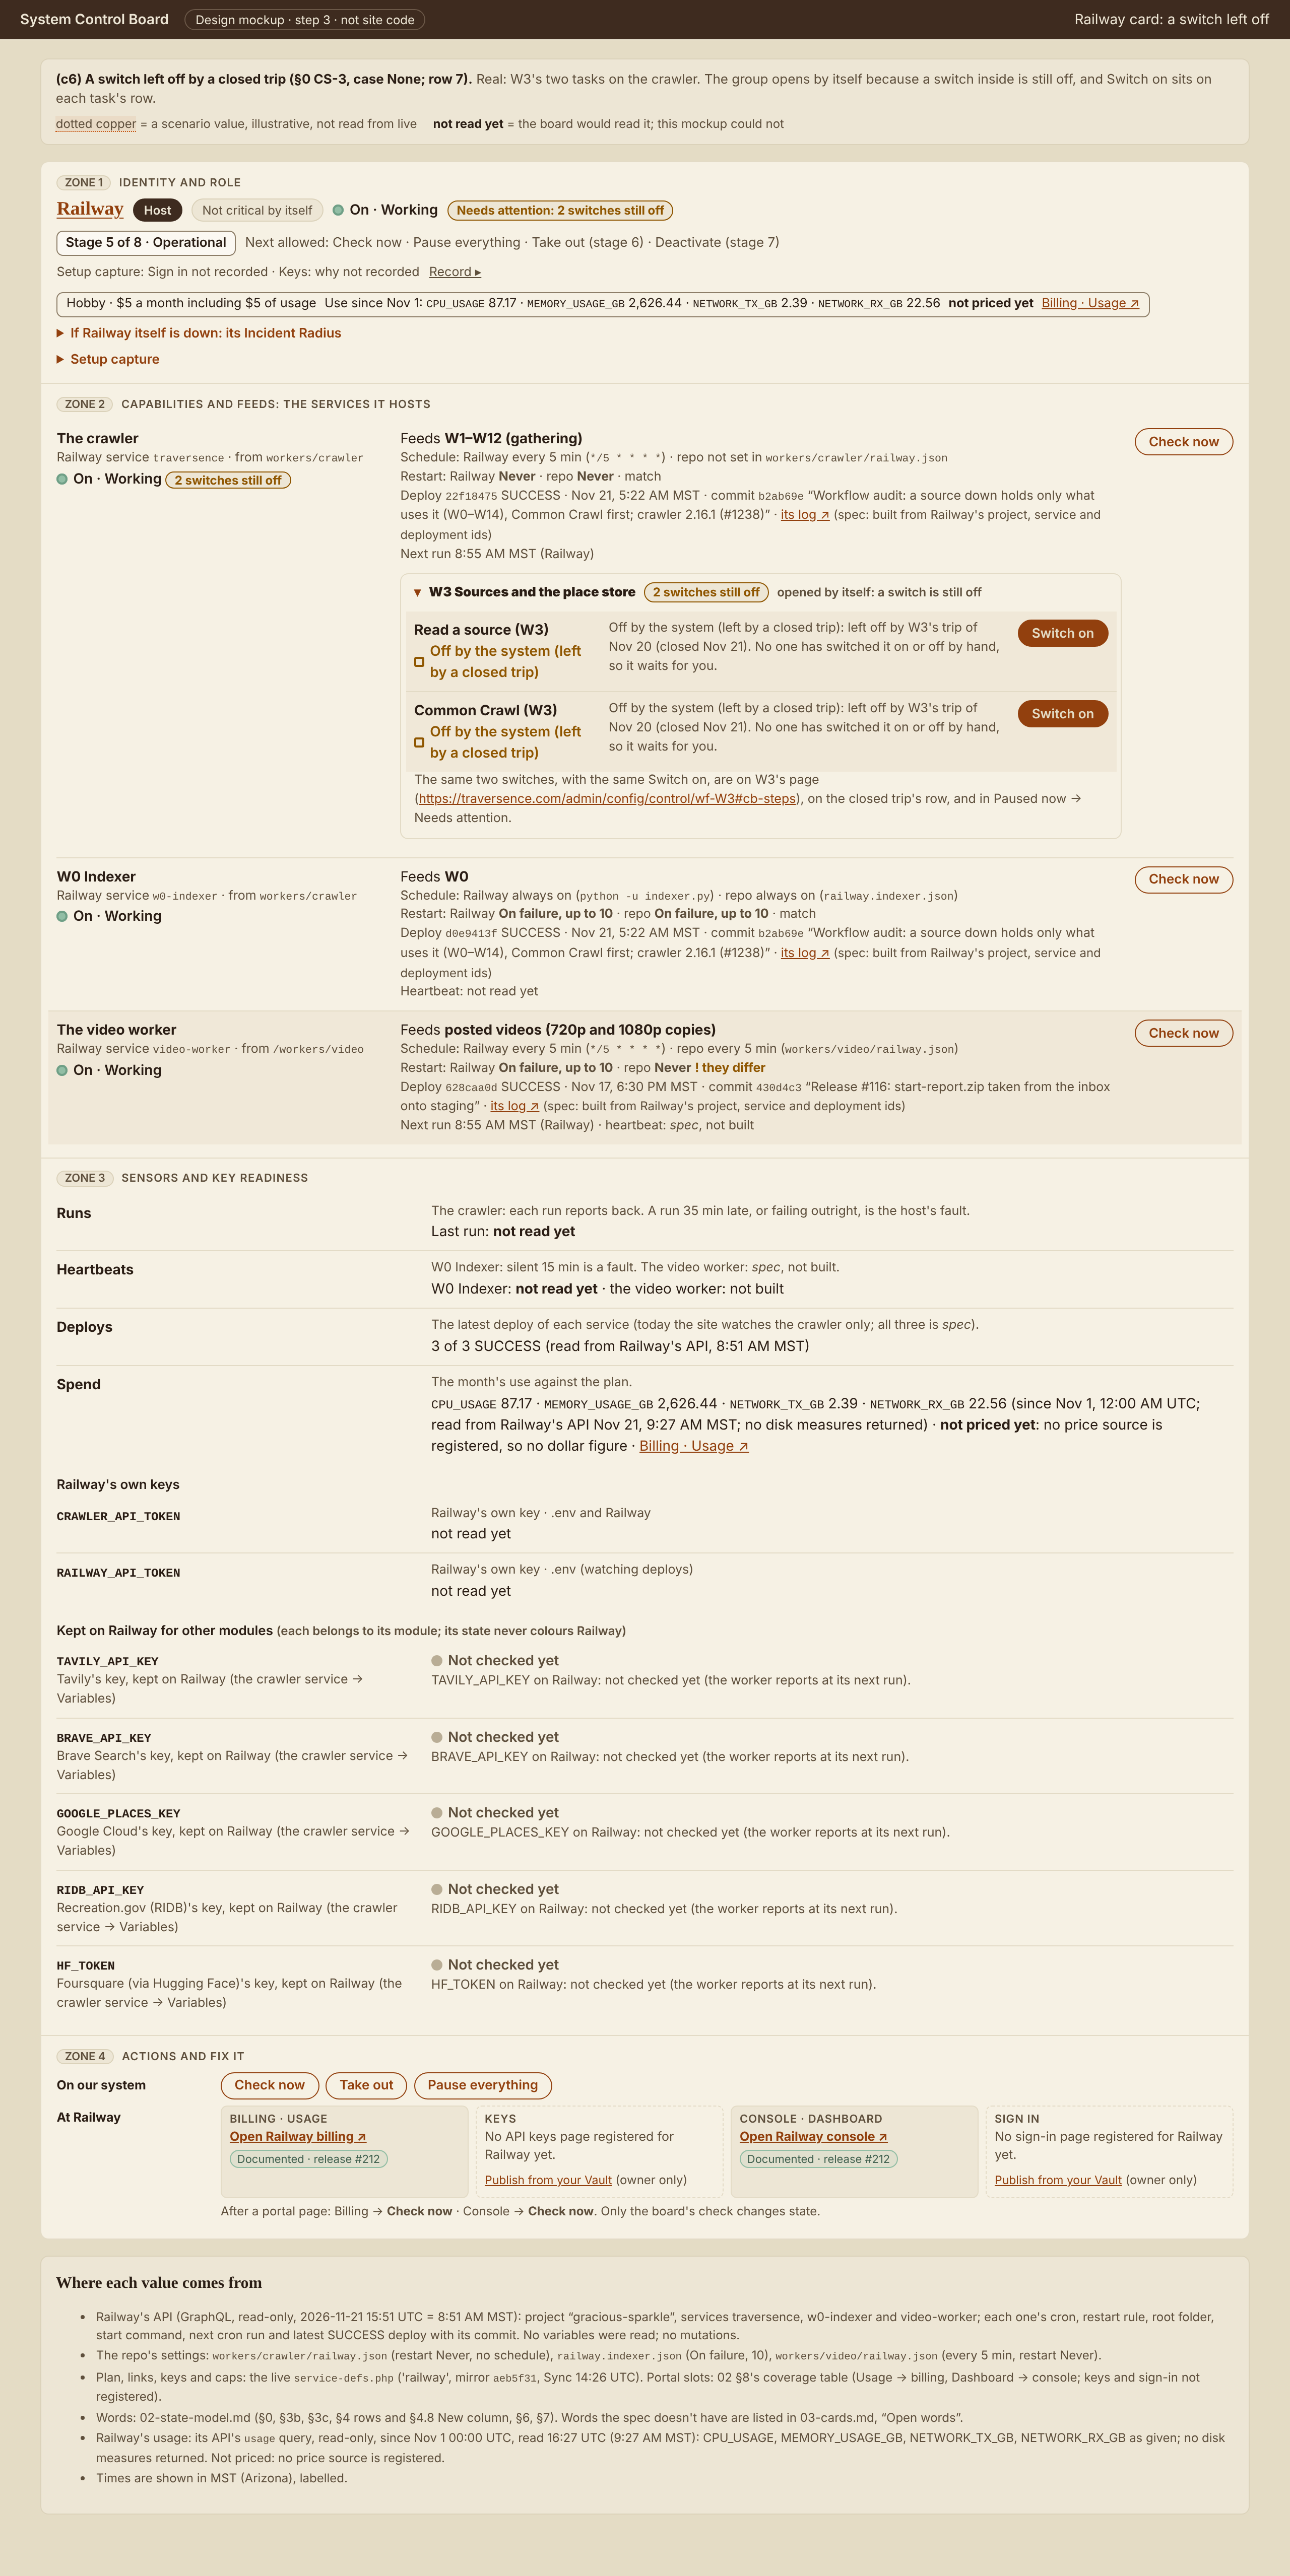 System Control Board
Design mockup · step 3 · not site code
Railway card: a switch left off
(c6) A switch left off by a closed trip (§0 CS-3, case None; row 7). Real: W3's two tasks on the crawler. The group opens by itself because a switch inside is still off, and Switch on sits on
each task's row.
dotted copper = a scenario value, illustrative, not read from live not read yet = the board would read it; this mockup could not
ZONE 1 IDENTITY AND ROLE
Railway Host Not critical by itself On · Working Needs attention: 2 switches still off
Stage 5 of 8 · Operational Next allowed: Check now · Pause everything · Take out (stage 6) · Deactivate (stage 7)
Setup capture: Sign in not recorded · Keys: why not recorded Record ▸
Hobby · $5 a month including $5 of usage Use since Nov 1: CPU_USAGE 87.17 · MEMORY_USAGE_GB 2,626.44 · NETWORK_TX_GB 2.39 · NETWORK_RX_GB 22.56 not priced yet Billing · Usage ↗
▶ If Railway itself is down: its Incident Radius
▶ Setup capture
ZONE 2 CAPABILITIES AND FEEDS: THE SERVICES IT HOSTS
The crawler
Railway service traversence · from workers/crawler
On · Working 2 switches still off
Feeds W1–W12 (gathering)
Schedule: Railway every 5 min (*/5 * * * *) · repo not set in workers/crawler/railway.json
Restart: Railway Never · repo Never · match
Deploy 22f18475 SUCCESS · Nov 21, 5:22 AM MST · commit b2ab69e “Workflow audit: a source down holds only what
uses it (W0–W14), Common Crawl first; crawler 2.16.1 (#1238)” · its log ↗ (spec: built from Railway's project, service and
deployment ids)
Next run 8:55 AM MST (Railway)
Check now
▼ W3 Sources and the place store 2 switches still off opened by itself: a switch is still off
Read a source (W3)
Off by the system (left
by a closed trip)
Off by the system (left by a closed trip): left off by W3's trip of
Nov 20 (closed Nov 21). No one has switched it on or off by hand,
so it waits for you.
Switch on
Common Crawl (W3)
Off by the system (left
by a closed trip)
Off by the system (left by a closed trip): left off by W3's trip of
Nov 20 (closed Nov 21). No one has switched it on or off by hand,
so it waits for you.
Switch on
The same two switches, with the same Switch on, are on W3's page
(https://traversence.com/admin/config/control/wf-W3#cb-steps), on the closed trip's row, and in Paused now →
Needs attention.
W0 Indexer
Railway service w0-indexer · from workers/crawler
On · Working
Feeds W0
Schedule: Railway always on (python -u indexer.py) · repo always on (railway.indexer.json)
Restart: Railway On failure, up to 10 · repo On failure, up to 10 · match
Deploy d0e9413f SUCCESS · Nov 21, 5:22 AM MST · commit b2ab69e “Workflow audit: a source down holds only what
uses it (W0–W14), Common Crawl first; crawler 2.16.1 (#1238)” · its log ↗ (spec: built from Railway's project, service and
deployment ids)
Heartbeat: not read yet
Check now
The video worker
Railway service video-worker · from /workers/video
On · Working
Feeds posted videos (720p and 1080p copies)
Schedule: Railway every 5 min (*/5 * * * *) · repo every 5 min (workers/video/railway.json)
Restart: Railway On failure, up to 10 · repo Never ! they differ
Deploy 628caa0d SUCCESS · Nov 17, 6:30 PM MST · commit 430d4c3 “Release #116: start-report.zip taken from the inbox
onto staging” · its log ↗ (spec: built from Railway's project, service and deployment ids)
Next run 8:55 AM MST (Railway) · heartbeat: spec, not built
Check now
ZONE 3 SENSORS AND KEY READINESS
Runs
The crawler: each run reports back. A run 35 min late, or failing outright, is the host's fault.
Last run: not read yet
Heartbeats
W0 Indexer: silent 15 min is a fault. The video worker: spec, not built.
W0 Indexer: not read yet · the video worker: not built
Deploys
The latest deploy of each service (today the site watches the crawler only; all three is spec).
3 of 3 SUCCESS (read from Railway's API, 8:51 AM MST)
Spend
The month's use against the plan.
CPU_USAGE 87.17 · MEMORY_USAGE_GB 2,626.44 · NETWORK_TX_GB 2.39 · NETWORK_RX_GB 22.56 (since Nov 1, 12:00 AM UTC;
read from Railway's API Nov 21, 9:27 AM MST; no disk measures returned) · not priced yet: no price source is
registered, so no dollar figure · Billing · Usage ↗
Railway's own keys
CRAWLER_API_TOKEN
Railway's own key · .env and Railway
not read yet
RAILWAY_API_TOKEN
Railway's own key · .env (watching deploys)
not read yet
Kept on Railway for other modules (each belongs to its module; its state never colours Railway)
TAVILY_API_KEY
Tavily's key, kept on Railway (the crawler service →
Variables)
Not checked yet
TAVILY_API_KEY on Railway: not checked yet (the worker reports at its next run).
BRAVE_API_KEY
Brave Search's key, kept on Railway (the crawler service →
Variables)
Not checked yet
BRAVE_API_KEY on Railway: not checked yet (the worker reports at its next run).
GOOGLE_PLACES_KEY
Google Cloud's key, kept on Railway (the crawler service →
Variables)
Not checked yet
GOOGLE_PLACES_KEY on Railway: not checked yet (the worker reports at its next run).
RIDB_API_KEY
Recreation.gov (RIDB)'s key, kept on Railway (the crawler
service → Variables)
Not checked yet
RIDB_API_KEY on Railway: not checked yet (the worker reports at its next run).
HF_TOKEN
Foursquare (via Hugging Face)'s key, kept on Railway (the
crawler service → Variables)
Not checked yet
HF_TOKEN on Railway: not checked yet (the worker reports at its next run).
ZONE 4 ACTIONS AND FIX IT
On our system
Check now Take out Pause everything
At Railway
BILLING · USAGE
Open Railway billing ↗
Documented · release #212
KEYS
No API keys page registered for
Railway yet.
Publish from your Vault (owner only)
CONSOLE · DASHBOARD
Open Railway console ↗
Documented · release #212
SIGN IN
No sign-in page registered for Railway
yet.
Publish from your Vault (owner only)
After a portal page: Billing → Check now · Console → Check now. Only the board's check changes state.
Where each value comes from
• Railway's API (GraphQL, read-only, 2026-11-21 15:51 UTC = 8:51 AM MST): project “gracious-sparkle”, services traversence, w0-indexer and video-worker; each one's cron, restart rule, root folder,
start command, next cron run and latest SUCCESS deploy with its commit. No variables were read; no mutations.
• The repo's settings: workers/crawler/railway.json (restart Never, no schedule), railway.indexer.json (On failure, 10), workers/video/railway.json (every 5 min, restart Never).
• Plan, links, keys and caps: the live service-defs.php ('railway', mirror aeb5f31, Sync 14:26 UTC). Portal slots: 02 §8's coverage table (Usage → billing, Dashboard → console; keys and sign-in not
registered).
• Words: 02-state-model.md (§0, §3b, §3c, §4 rows and §4.8 New column, §6, §7). Words the spec doesn't have are listed in 03-cards.md, “Open words”.
• Railway's usage: its API's usage query, read-only, since Nov 1 00:00 UTC, read 16:27 UTC (9:27 AM MST): CPU_USAGE, MEMORY_USAGE_GB, NETWORK_TX_GB, NETWORK_RX_GB as given; no disk
measures returned. Not priced: no price source is registered.
• Times are shown in MST (Arizona), labelled.